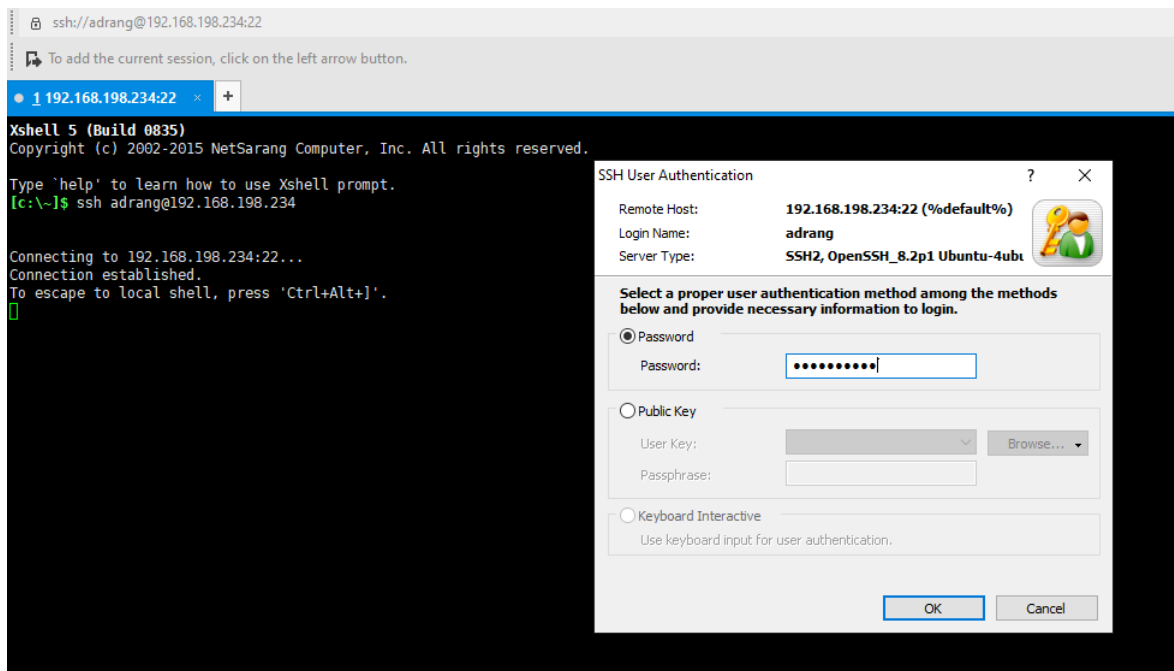 ssh://adrang@192.168.198.234:22
To add the current session, click on the left arrow button.
1 192.168.198.234:22 × +
Xshell 5 (Build 0835)
Copyright (c) 2002-2015 NetSarang Computer, Inc. All rights reserved.
Type `help' to learn how to use Xshell prompt.
[c:\~]$ ssh adrang@192.168.198.234
Connecting to 192.168.198.234:22...
Connection established.
To escape to local shell, press 'Ctrl+Alt+]'.
SSH User Authentication ? ×
Remote Host: 192.168.198.234:22 (%default%)
Login Name: adrang
Server Type: SSH2, OpenSSH_8.2p1 Ubuntu-4ubu
Select a proper user authentication method among the methods
below and provide necessary information to login.
Password
Password: ••••••••••
Public Key
User Key: Browse...
Passphrase:
Keyboard Interactive
Use keyboard input for user authentication.
OK Cancel